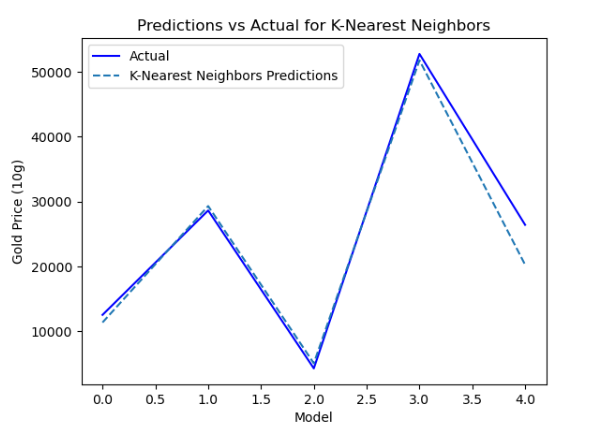 Predictions vs Actual for K-Nearest Neighbors
Actual
K-Nearest Neighbors Predictions
50000
40000
30000
20000
10000
Gold Price (10g)
0.0 0.5 1.0 1.5 2.0 2.5 3.0 3.5 4.0
Model